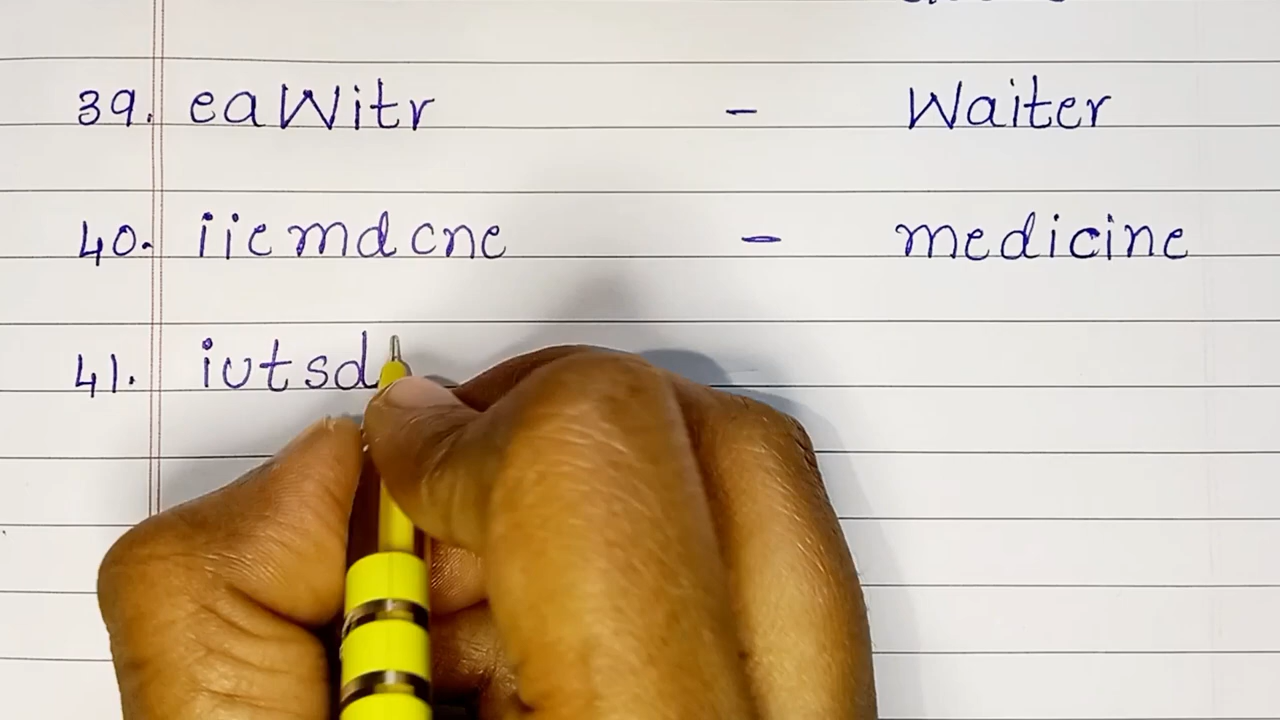 39. eaWitr - Waiter
40. iicmdcne - medicine
41. iutsd